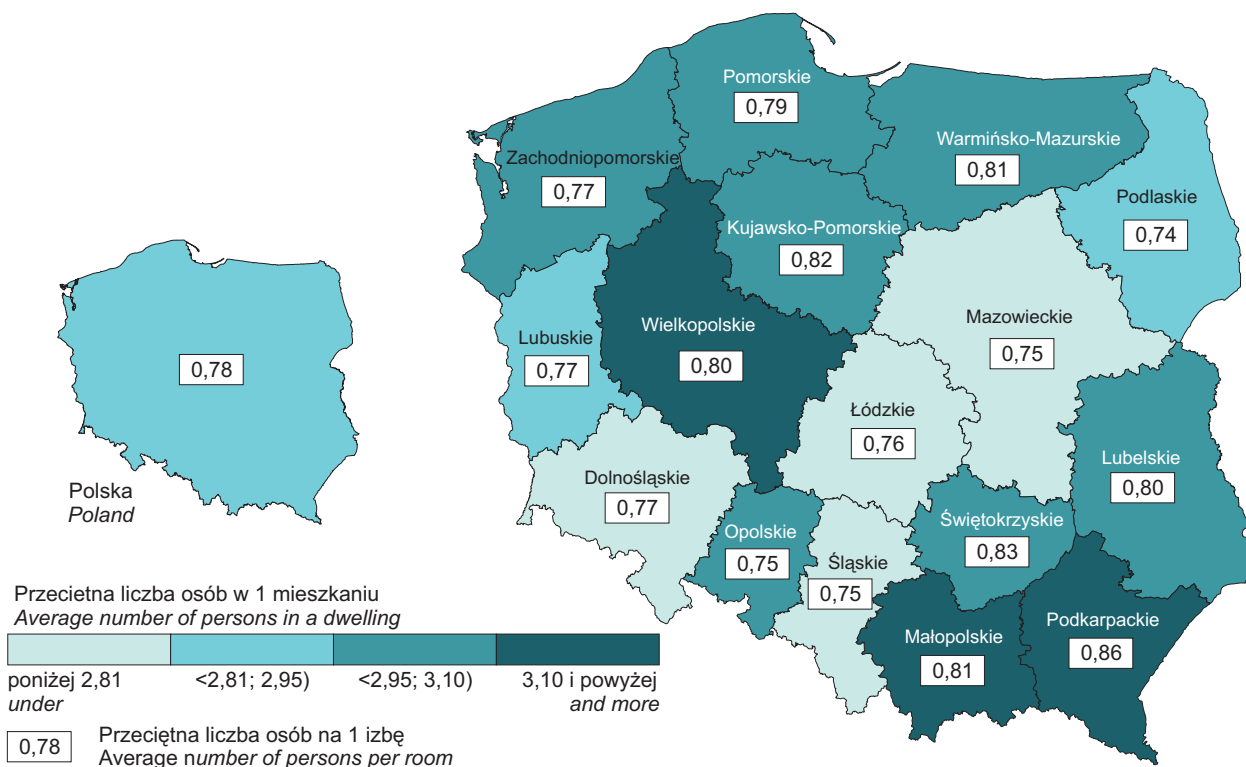 Pomorskie
0,79
Warmińsko-Mazurskie
0,81
Zachodniopomorskie
0,77
Podlaskie
0,74
Kujawsko-Pomorskie
0,82
Mazowieckie
0,75
Wielkopolskie
0,80
Lubuskie
0,77
0,78
Polska
Poland
Łódzkie
0,76
Lubelskie
0,80
Dolnośląskie
0,77
Opolskie
0,75
Świętokrzyskie
0,83
Śląskie
0,75
Małopolskie
0,81
Podkarpackie
0,86
Przecietna liczba osób w 1 mieszkaniu
Average number of persons in a dwelling
poniżej 2,81
under
<2,81; 2,95)
<2,95; 3,10)
3,10 i powyżej
and more
0,78
Przeciętna liczba osób na 1 izbę
Average number of persons per room